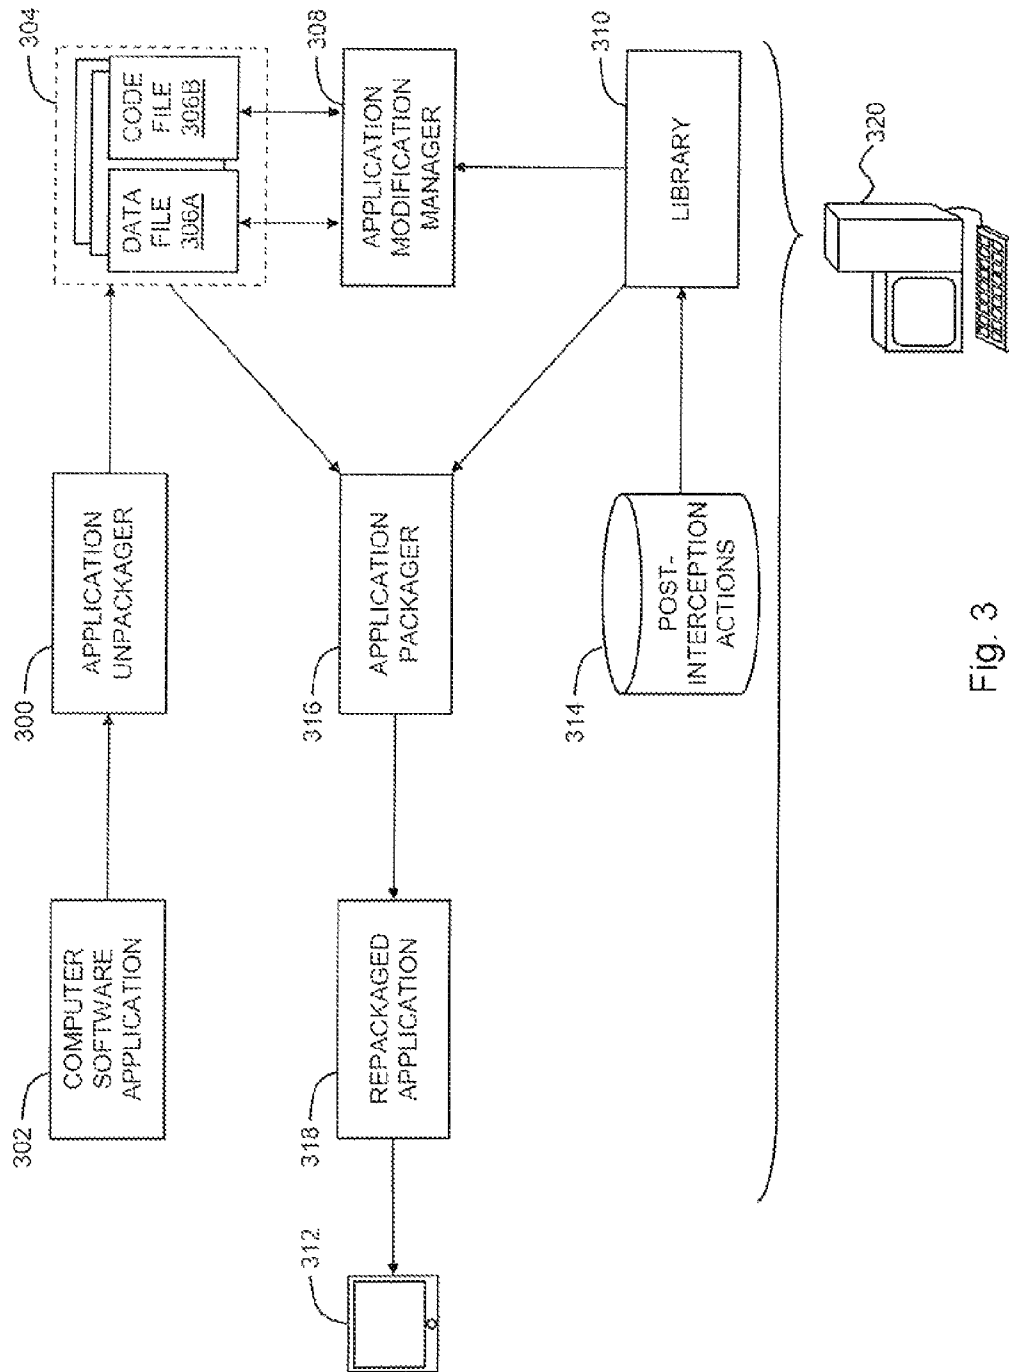 302
COMPUTER
SOFTWARE
APPLICATION
300
APPLICATION
UNPACKAGER
304
DATA
FILE
306A
CODE
FILE
306B
312
318
REPACKAGED
APPLICATION
316
APPLICATION
PACKAGER
308
APPLICATION
MODIFICATION
MANAGER
314
POST-
INTERCEPTION
ACTIONS
310
LIBRARY
320
Fig. 3